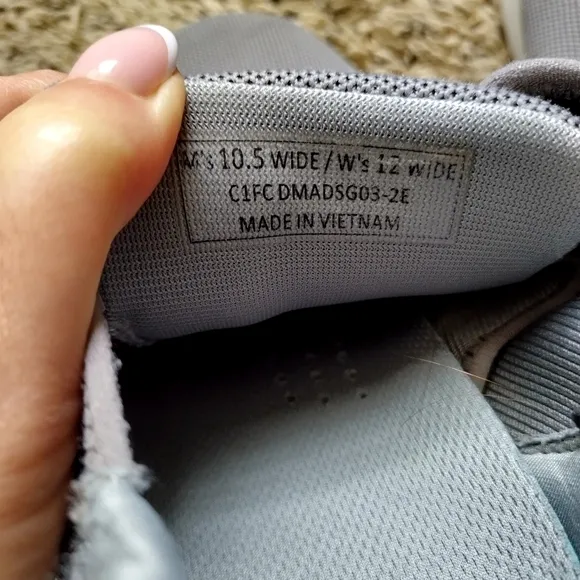 M's 10.5 WIDE / W's 12 WIDE
C1FC DMADSG03-2E
MADE IN VIETNAM